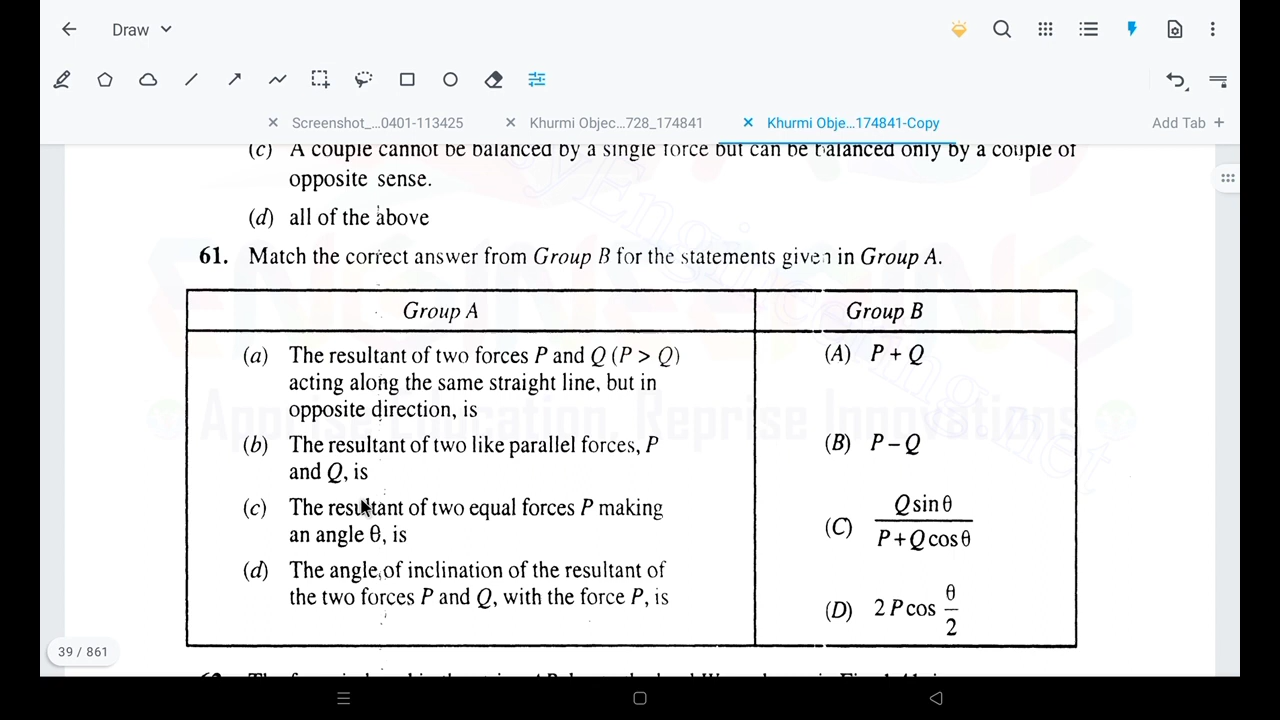 Draw
Screenshot_...0401-113425
Khurmi Objec...728_174841
Khurmi Obje...174841-Copy
Add Tab +
(c) A couple cannot be balanced by a single force but can be balanced only by a couple of
opposite sense.
(d) all of the above
61. Match the correct answer from Group B for the statements given in Group A.
Group A
Group B
(a) The resultant of two forces P and Q (P > Q)
acting along the same straight line, but in
opposite direction, is
(A) P + Q
(b) The resultant of two like parallel forces, P
and Q, is
(B) P – Q
(c) The resultant of two equal forces P making
an angle θ, is
(C) Q sin θ / P + Q cos θ
(d) The angle of inclination of the resultant of
the two forces P and Q, with the force P, is
(D) 2 P cos θ/2
39 / 861
Apprise Education, Reprise Innovations